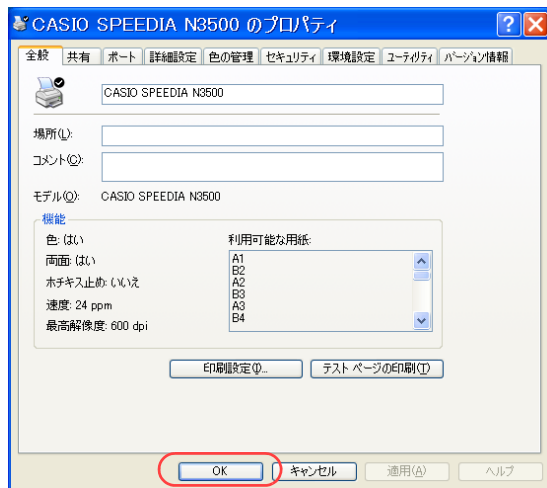 CASIO SPEEDIA N3500 のプロパティ
全般 共有 ポート 詳細設定 色の管理 セキュリティ 環境設定 ユーティリティ バージョン情報
CASIO SPEEDIA N3500
場所(L):
コメント(C):
モデル(O): CASIO SPEEDIA N3500
機能
色: はい
両面: はい
ホチキス止め: いいえ
速度: 24 ppm
最高解像度: 600 dpi
利用可能な用紙:
A1
B2
A2
B3
A3
B4
印刷設定(I)... テスト ページの印刷(T)
OK キャンセル 適用(A) ヘルプ